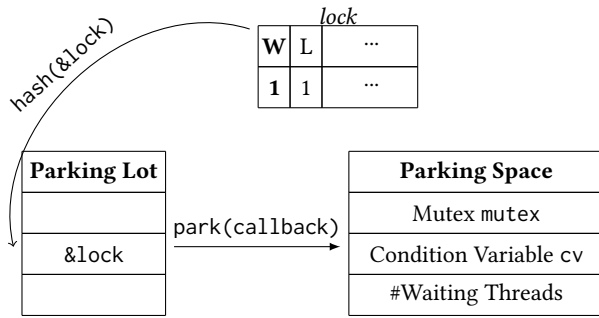 lock
W L ...
1 1 ...
hash(&lock)
Parking Lot
&lock
park(callback)
Parking Space
Mutex mutex
Condition Variable cv
#Waiting Threads